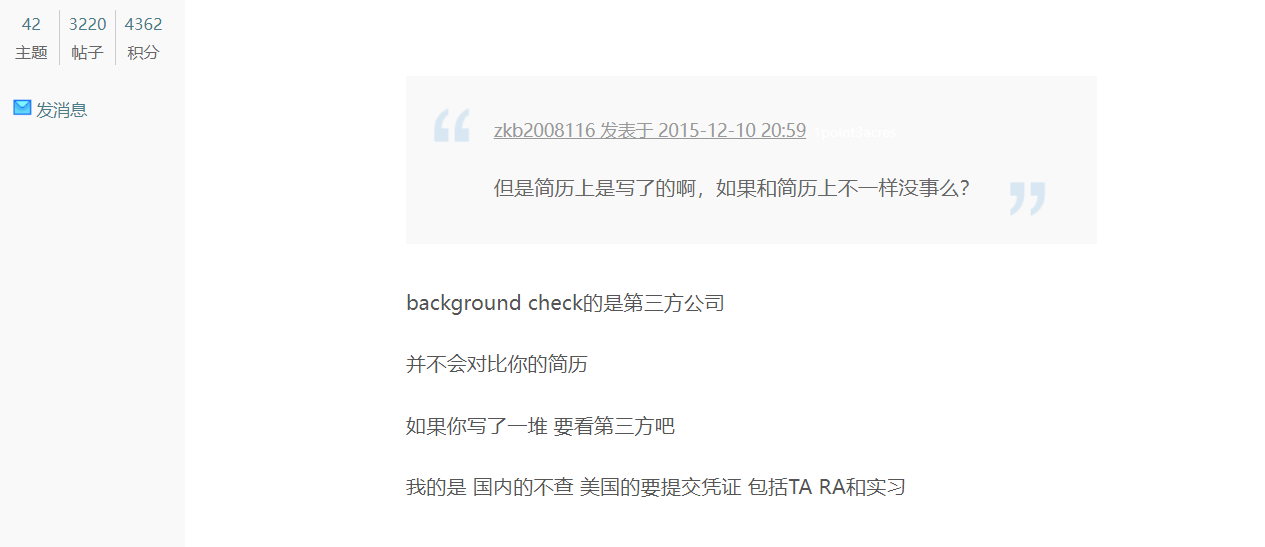 42 3220 4362
主题 帖子 积分
发消息
zkb2008116 发表于 2015-12-10 20:59
但是简历上是写了的啊，如果和简历上不一样没事么？
background check的是第三方公司
并不会对比你的简历
如果你写了一堆 要看第三方吧
我的是 国内的不查 美国的要提交凭证 包括TA RA和实习